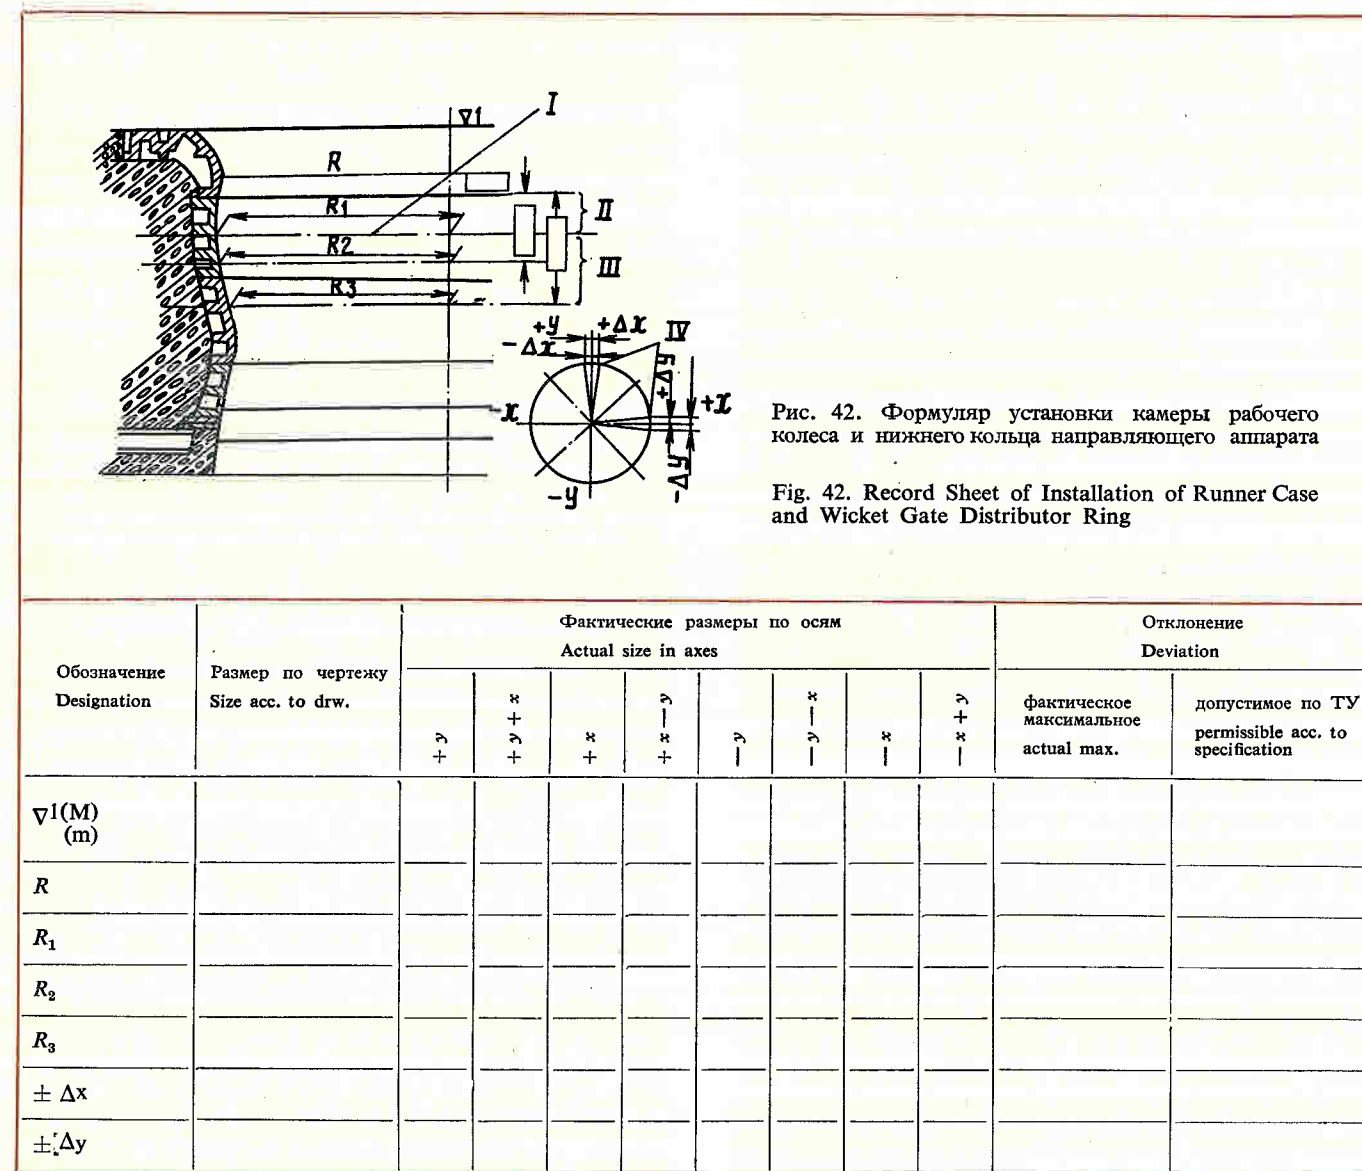 ∇1
I
R
R1
II
R2
III
R3
+y +Δx IV
-Δx
+Δy
-x +x
-Δy
-y
Рис. 42. Формуляр установки камеры рабочего
колеса и нижнего кольца направляющего аппарата
Fig. 42. Record Sheet of Installation of Runner Case
and Wicket Gate Distributor Ring
Обозначение
Designation
Размер по чертежу
Size acc. to drw.
Фактические размеры по осям
Actual size in axes
+ y
+ y + x
+ x
+ x — y
— y
— y — x
— x
— x + y
Отклонение
Deviation
фактическое
максимальное
actual max.
допустимое по ТУ
permissible acc. to
specification
∇1(М)
(m)
R
R₁
R₂
R₃
± Δx
± Δy